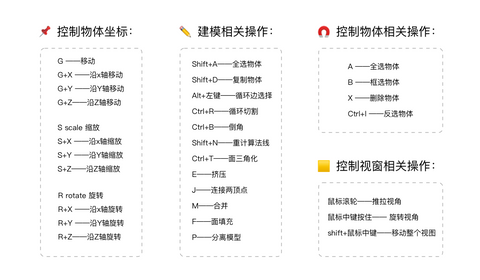 控制物体坐标：
G ——移动
G+X ——沿x轴移动
G+Y ——沿Y轴移动
G+Z——沿Z轴移动
S scale 缩放
S+X ——沿x轴缩放
S+Y ——沿Y轴缩放
S+Z——沿Z轴缩放
R rotate 旋转
R+X ——沿x轴旋转
R+Y ——沿Y轴旋转
R+Z——沿Z轴旋转
建模相关操作：
Shift+A——全选物体
Shift+D——复制物体
Alt+左键——循环边选择
Ctrl+R——循环切割
Ctrl+B——倒角
Shift+N——重计算法线
Ctrl+T——面三角化
E——挤压
J——连接两顶点
M——合并
F——面填充
P——分离模型
控制物体相关操作：
A ——全选物体
B ——框选物体
X ——删除物体
Ctrl+I ——反选物体
控制视窗相关操作：
鼠标滚轮——推拉视角
鼠标中键按住—— 旋转视角
shift+鼠标中键——移动整个视图